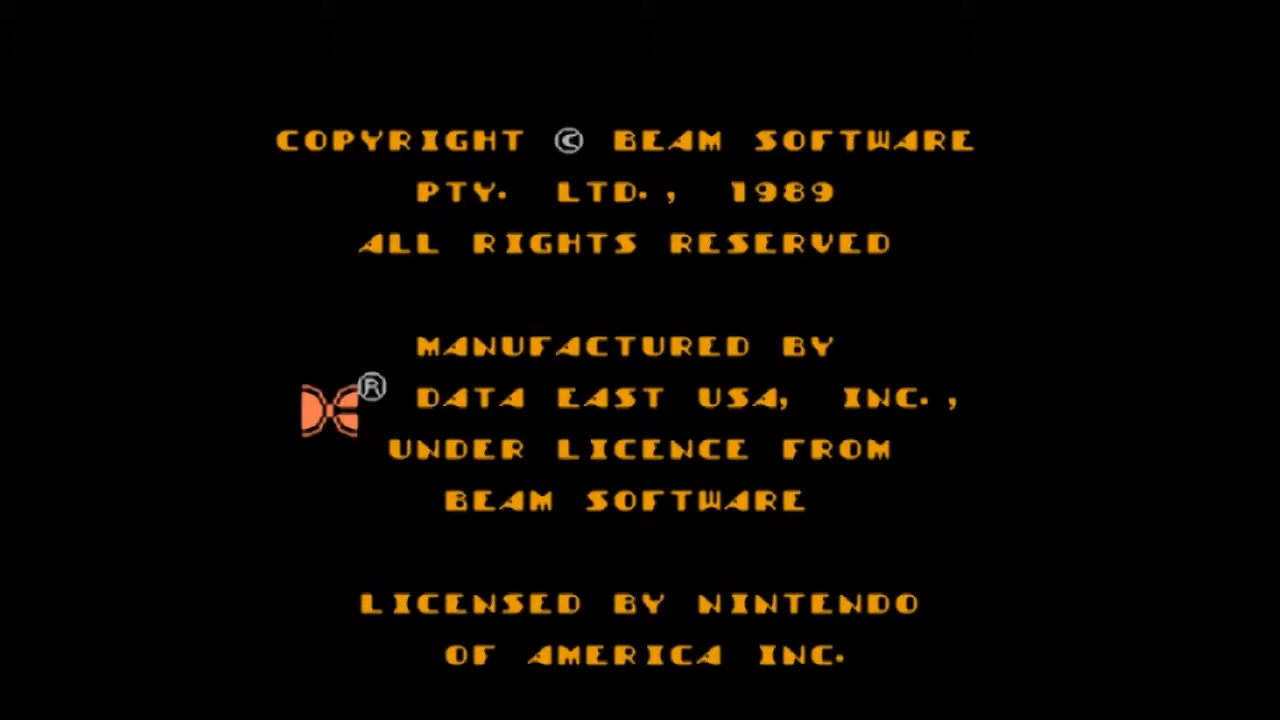 COPYRIGHT © BEAM SOFTWARE
PTY. LTD., 1989
ALL RIGHTS RESERVED
MANUFACTURED BY
® DATA EAST USA, INC.,
UNDER LICENCE FROM
BEAM SOFTWARE
LICENSED BY NINTENDO
OF AMERICA INC.